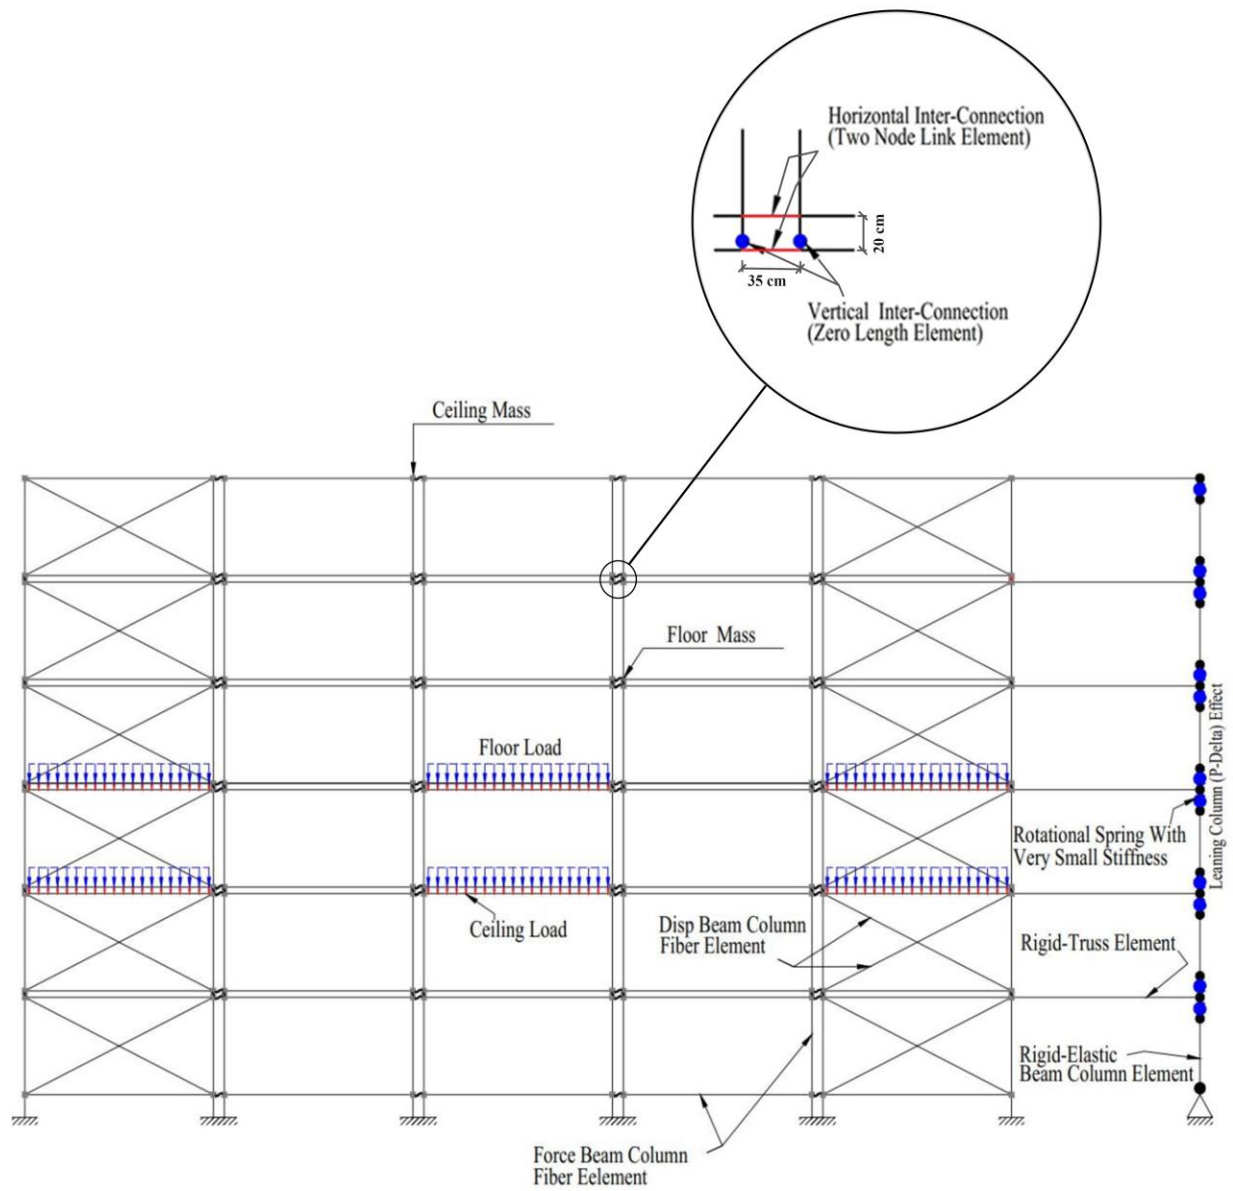 Horizontal Inter-Connection
(Two Node Link Element)
20 cm
35 cm
Vertical Inter-Connection
(Zero Length Element)
Ceiling Mass
Floor Mass
Floor Load
Leaning Column (P-Delta) Effect
Rotational Spring With
Very Small Stiffness
Ceiling Load
Disp Beam Column
Fiber Element
Rigid-Truss Element
Rigid-Elastic
Beam Column Element
Force Beam Column
Fiber Eelement